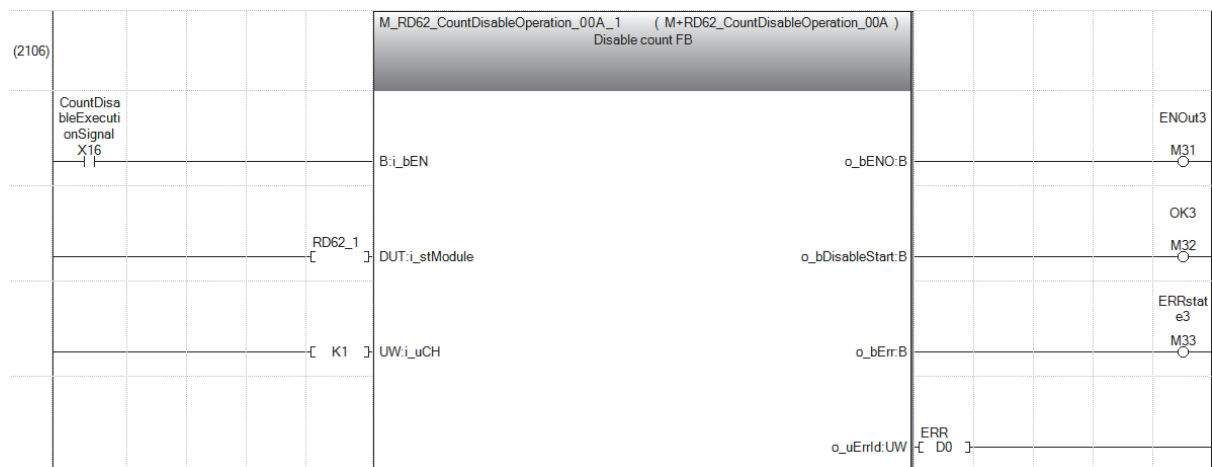 M_RD62_CountDisableOperation_00A_1 ( M+RD62_CountDisableOperation_00A )
Disable count FB
(2106)
CountDisa
bleExecuti
onSignal
X16
B:i_bEN
o_bENO:B
ENOut3
M31
RD62_1
DUT:i_stModule
o_bDisableStart:B
OK3
M32
K1
UW:i_uCH
o_bErr:B
ERRstat
e3
M33
o_uErrId:UW
ERR
D0